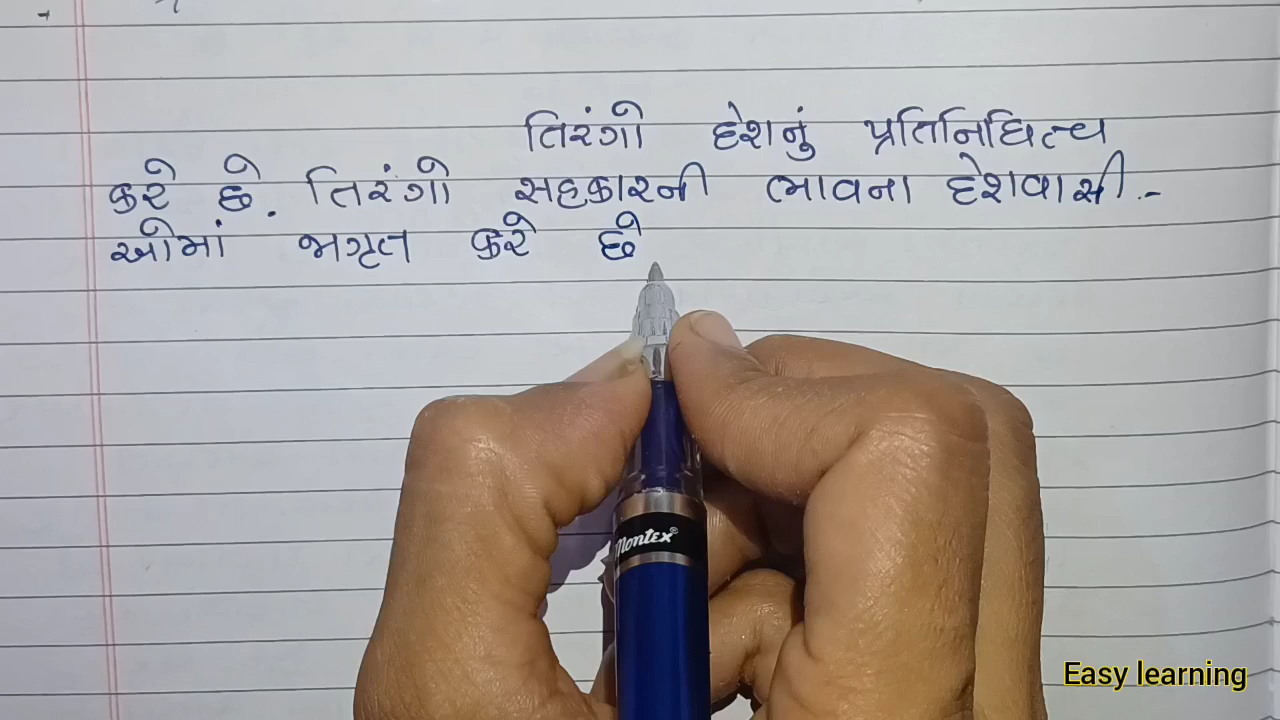 તિરંગો દેશનું પ્રતિનિધિત્વ
કરે છે. તિરંગો સહકારની ભાવના દેશવાસી.-
ઓમાં જાગૃત કરે છે
Montex®
Easy learning